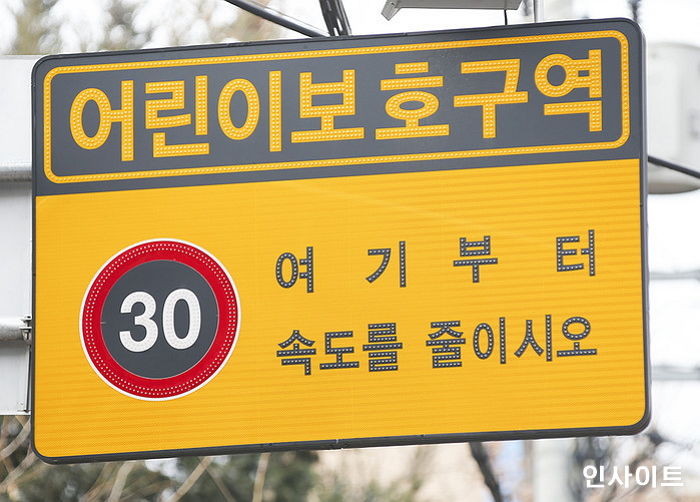 어린이보호구역
30
여기부터
속도를 줄이시오
인사이트